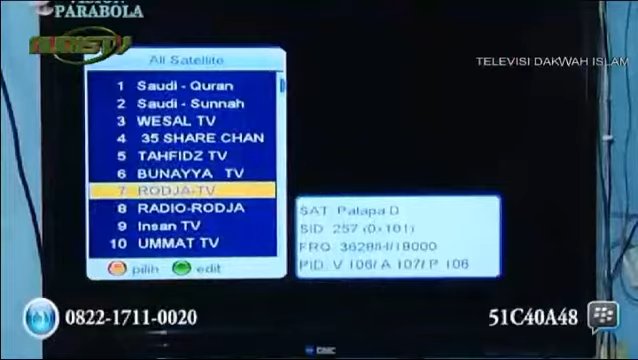 VISION
PARABOLA
TELEVISI DAKWAH ISLAM
All Satellite
1 Saudi - Quran
2 Saudi - Sunnah
3 WESAL TV
4 35 SHARE CHAN
5 TAHFIDZ TV
6 BUNAYYA TV
7 RODJA-TV
8 RADIO-RODJA
9 Insan TV
10 UMMAT TV
pilih edit
SAT: Palapa D
SID: 257 (0x101)
FRQ: 3628/H/18000
PID: V 106/ A 107/ P 106
0822-1711-0020
51C40A48